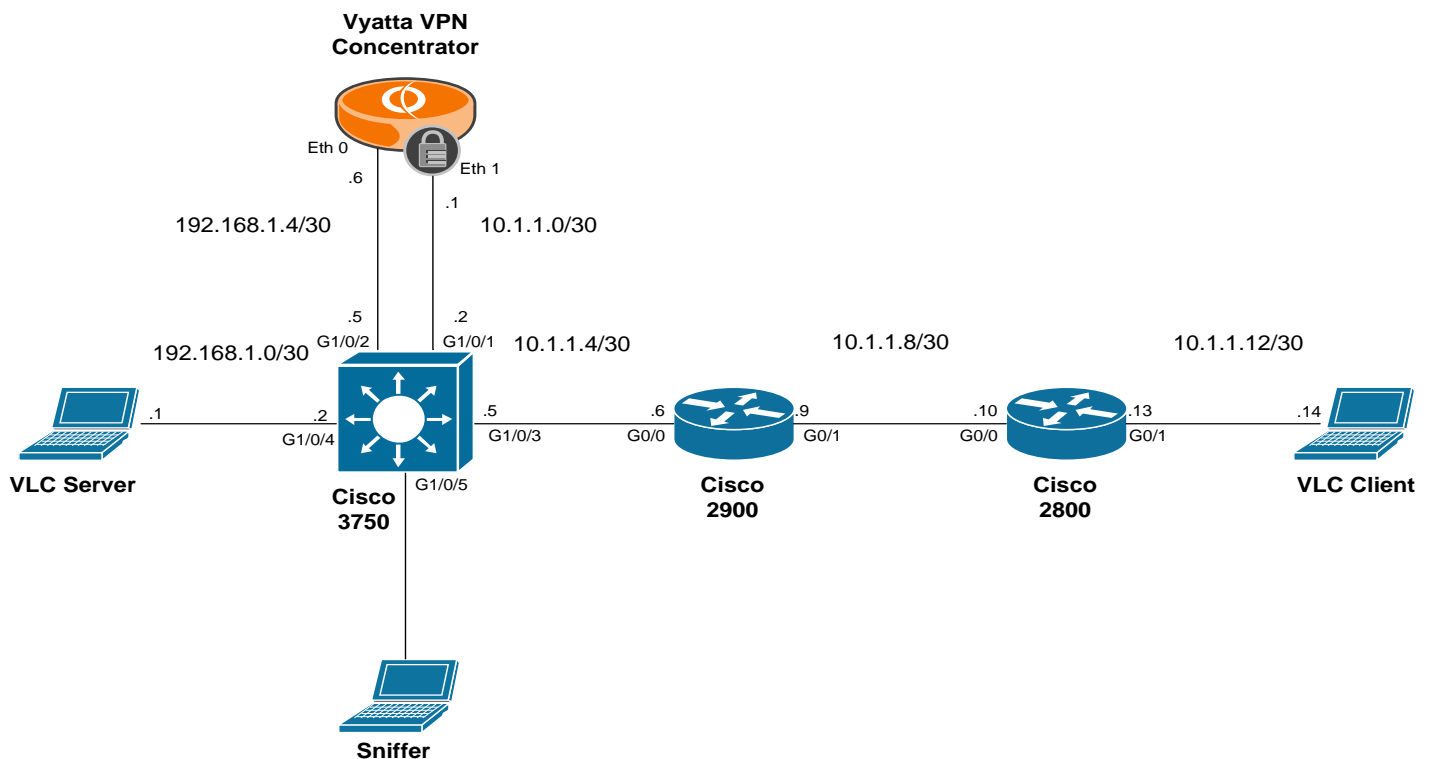 Vyatta VPN
Concentrator
Eth 0
Eth 1
.6
.1
192.168.1.4/30
10.1.1.0/30
.5
.2
G1/0/2
G1/0/1
192.168.1.0/30
10.1.1.4/30
10.1.1.8/30
10.1.1.12/30
.1
.2
G1/0/4
.5
G1/0/3
.6
G0/0
.9
G0/1
.10
G0/0
.13
G0/1
.14
VLC Server
Cisco
3750
G1/0/5
Cisco
2900
Cisco
2800
VLC Client
Sniffer